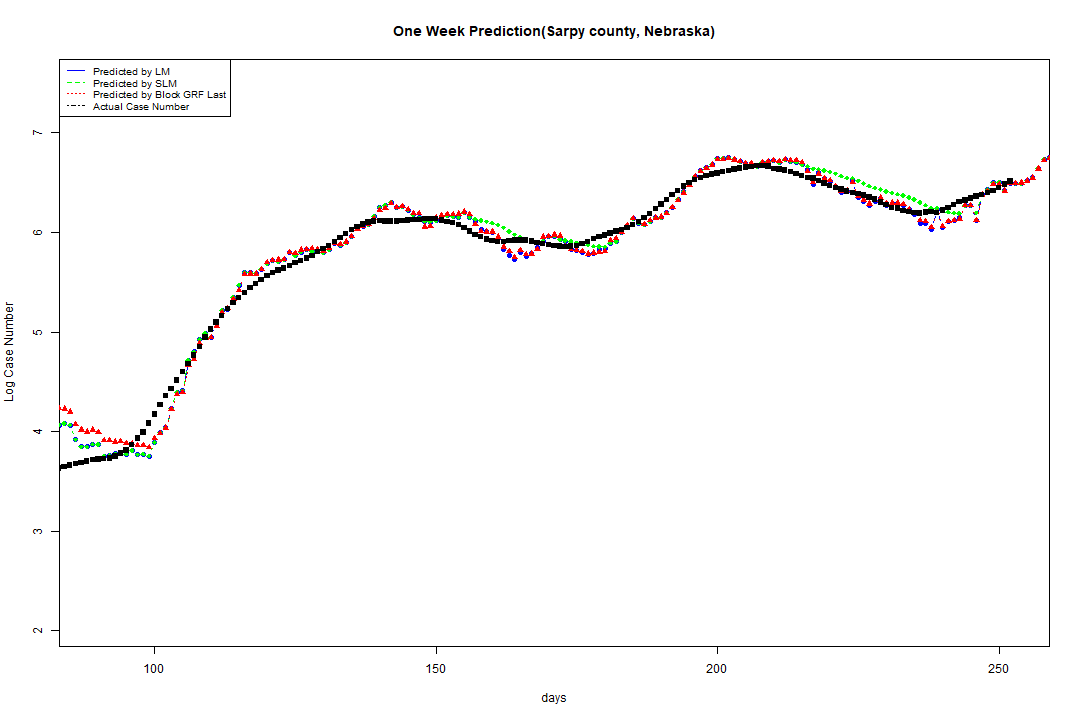 One Week Prediction(Sarpy county, Nebraska)
Predicted by LM
Predicted by SLM
Predicted by Block GRF Last
Actual Case Number
7
6
5
4
3
2
Log Case Number
100 150 200 250
days